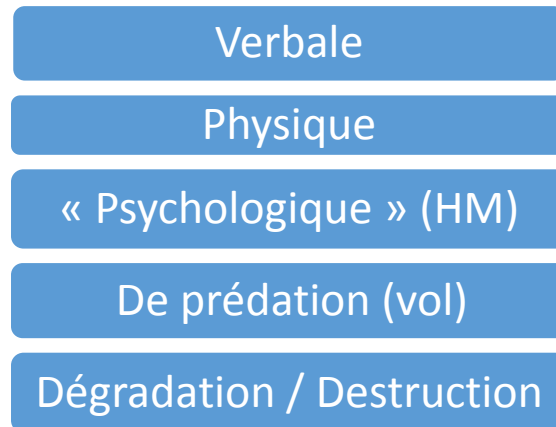 Verbale
Physique
« Psychologique » (HM)
De prédation (vol)
Dégradation / Destruction